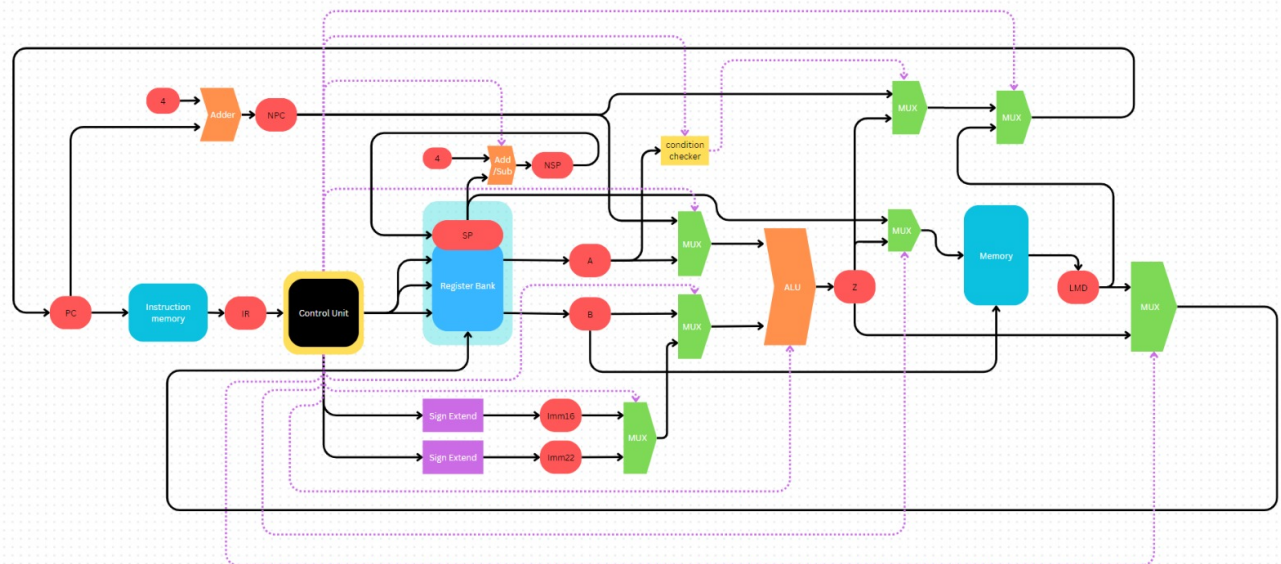 4
Adder
NPC
MUX
MUX
4
Add
/Sub
NSP
condition
checker
SP
MUX
A
MUX
Memory
Register Bank
ALU
Z
LMD
MUX
PC
Instruction
memory
IR
Control Unit
B
MUX
Sign Extend
Imm16
MUX
Sign Extend
Imm22